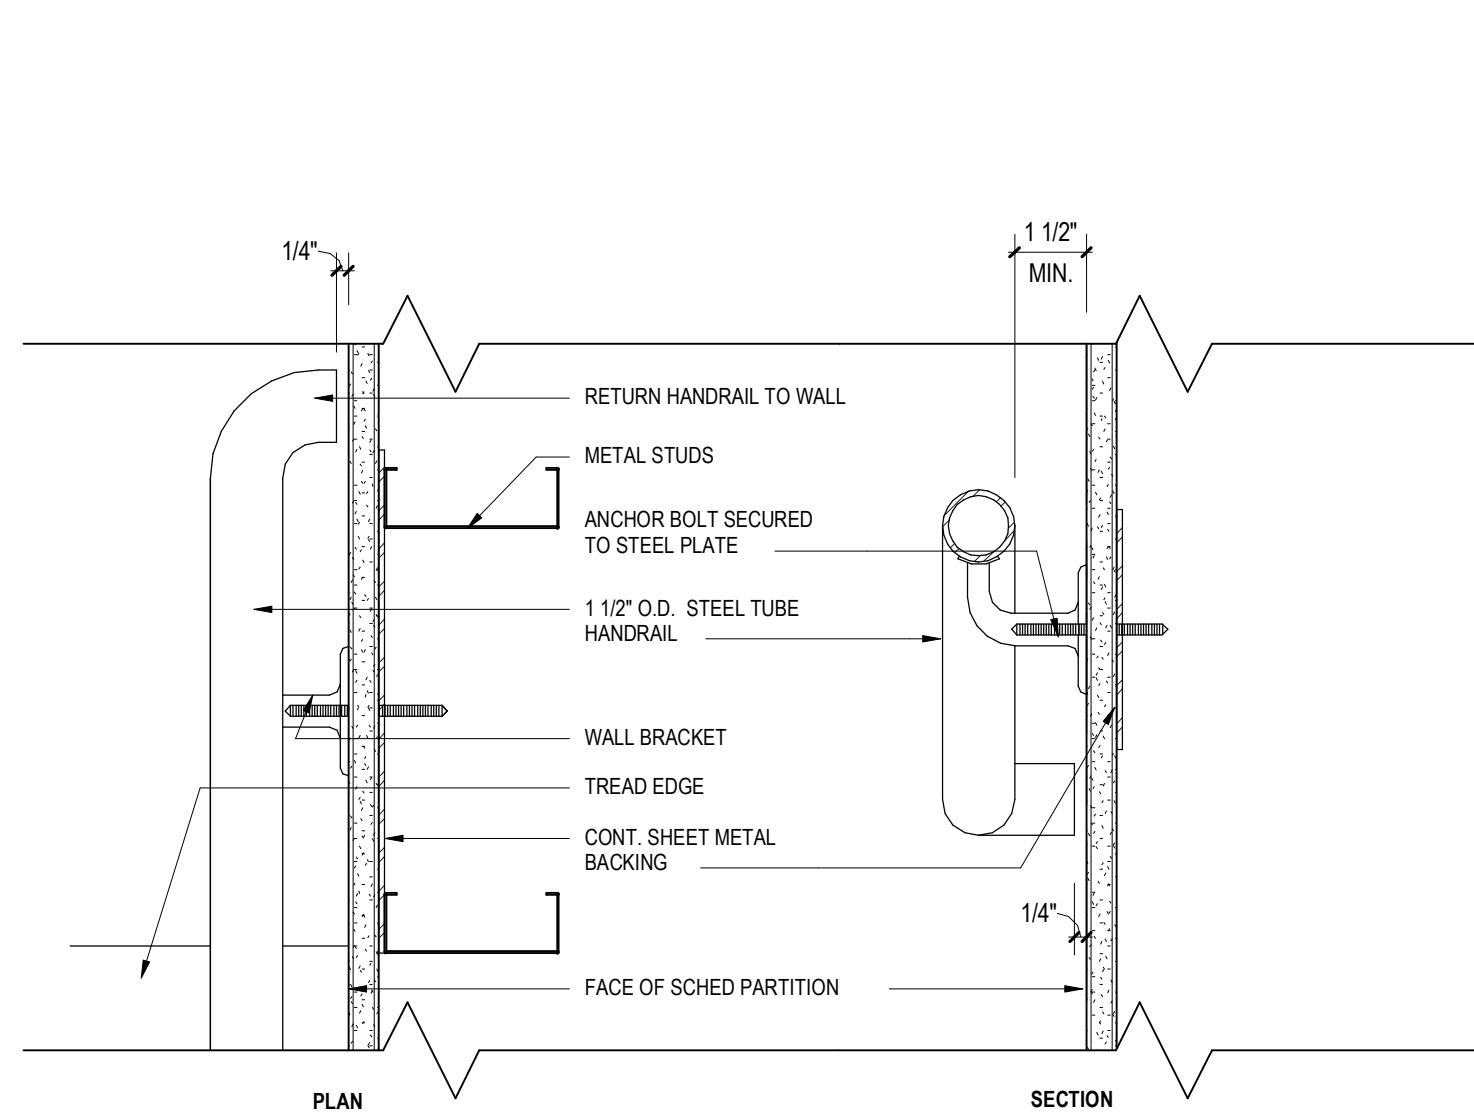 1/4"
1 1/2"
MIN.
RETURN HANDRAIL TO WALL
METAL STUDS
ANCHOR BOLT SECURED
TO STEEL PLATE
1 1/2" O.D. STEEL TUBE
HANDRAIL
WALL BRACKET
TREAD EDGE
CONT. SHEET METAL
BACKING
1/4"
FACE OF SCHED PARTITION
PLAN
SECTION